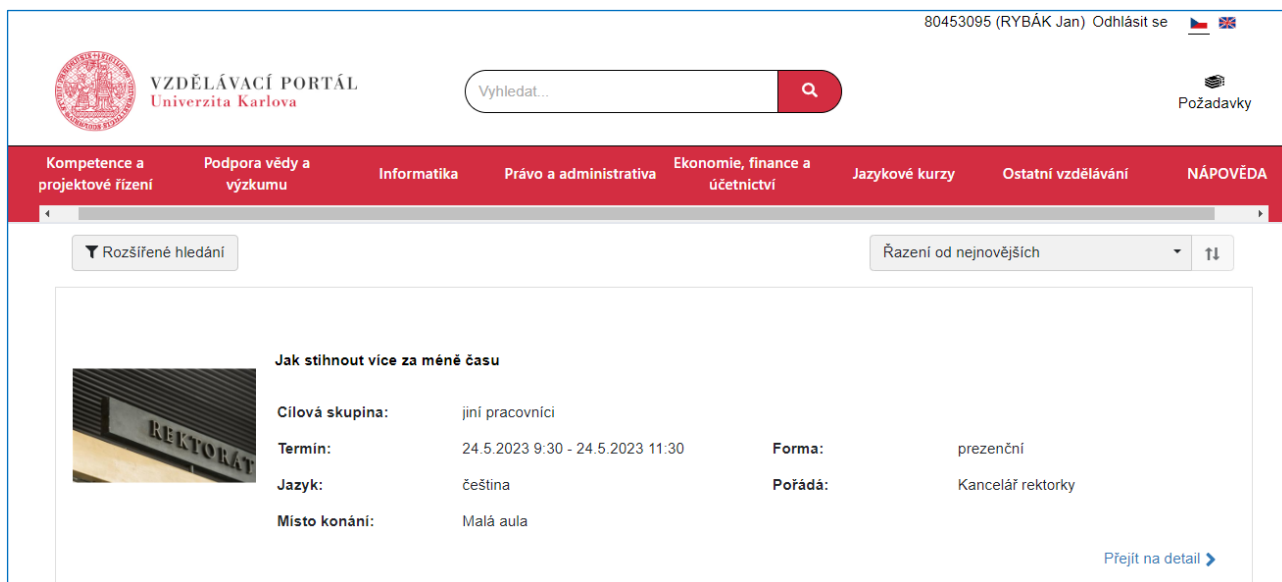 80453095 (RYBÁK Jan) Odhlásit se
VZDĚLÁVACÍ PORTÁL
Univerzita Karlova
Vyhledat...
Požadavky
Kompetence a projektové řízení
Podpora vědy a výzkumu
Informatika
Právo a administrativa
Ekonomie, finance a účetnictví
Jazykové kurzy
Ostatní vzdělávání
NÁPOVĚDA
Rozšířené hledání
Řazení od nejnovějších
Jak stihnout více za méně času
REKTORÁT
Cílová skupina: jiní pracovníci
Termín: 24.5.2023 9:30 - 24.5.2023 11:30 Forma: prezenční
Jazyk: čeština Pořádá: Kancelář rektorky
Místo konání: Malá aula
Přejít na detail